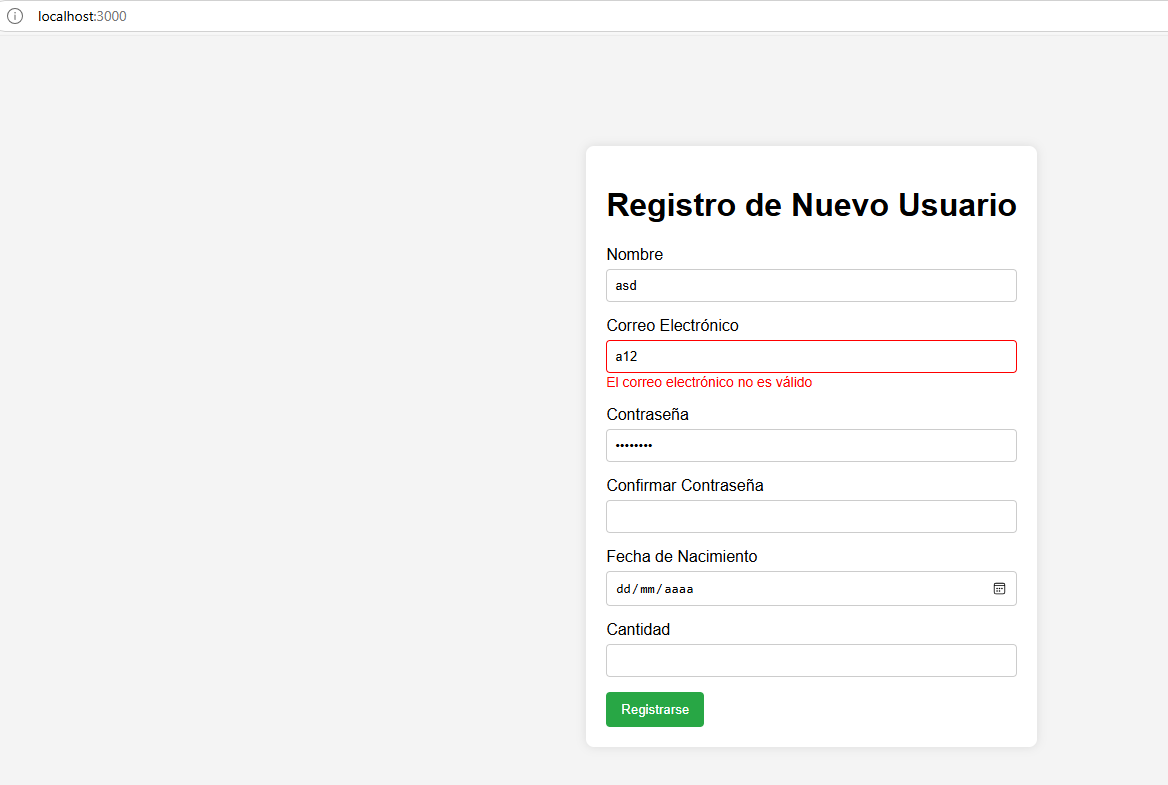 localhost:3000
Registro de Nuevo Usuario
Nombre
asd
Correo Electrónico
a12
El correo electrónico no es válido
Contraseña
••••••••
Confirmar Contraseña
Fecha de Nacimiento
dd/mm/aaaa
Cantidad
Registrarse